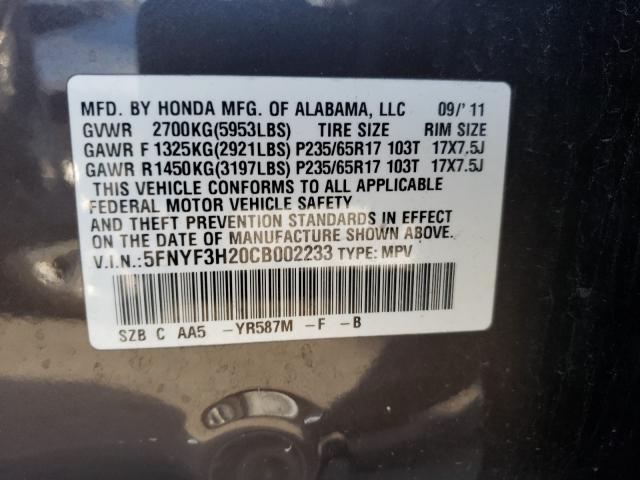 MFD. BY HONDA MFG. OF ALABAMA, LLC 09/'11
GVWR 2700KG(5953LBS) TIRE SIZE RIM SIZE
GAWR F 1325KG(2921LBS) P235/65R17 103T 17X7.5J
GAWR R 1450KG(3197LBS) P235/65R17 103T 17X7.5J
THIS VEHICLE CONFORMS TO ALL APPLICABLE
FEDERAL MOTOR VEHICLE SAFETY
AND THEFT PREVENTION STANDARDS IN EFFECT
ON THE DATE OF MANUFACTURE SHOWN ABOVE.
V.I.N.:5FNYF3H20CB002233 TYPE: MPV
SZB C AA5 -YR587M -F -B